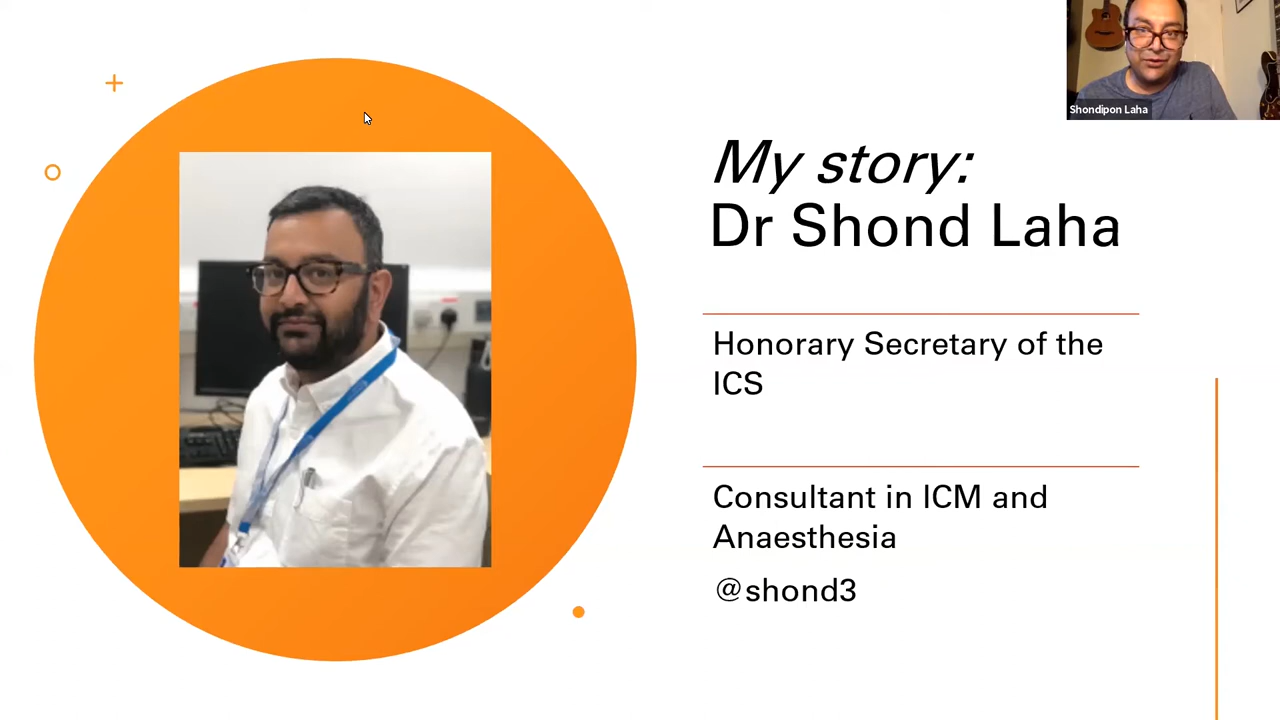 Shondipon Laha
My story:
Dr Shond Laha
Honorary Secretary of the
ICS
Consultant in ICM and
Anaesthesia
@shond3